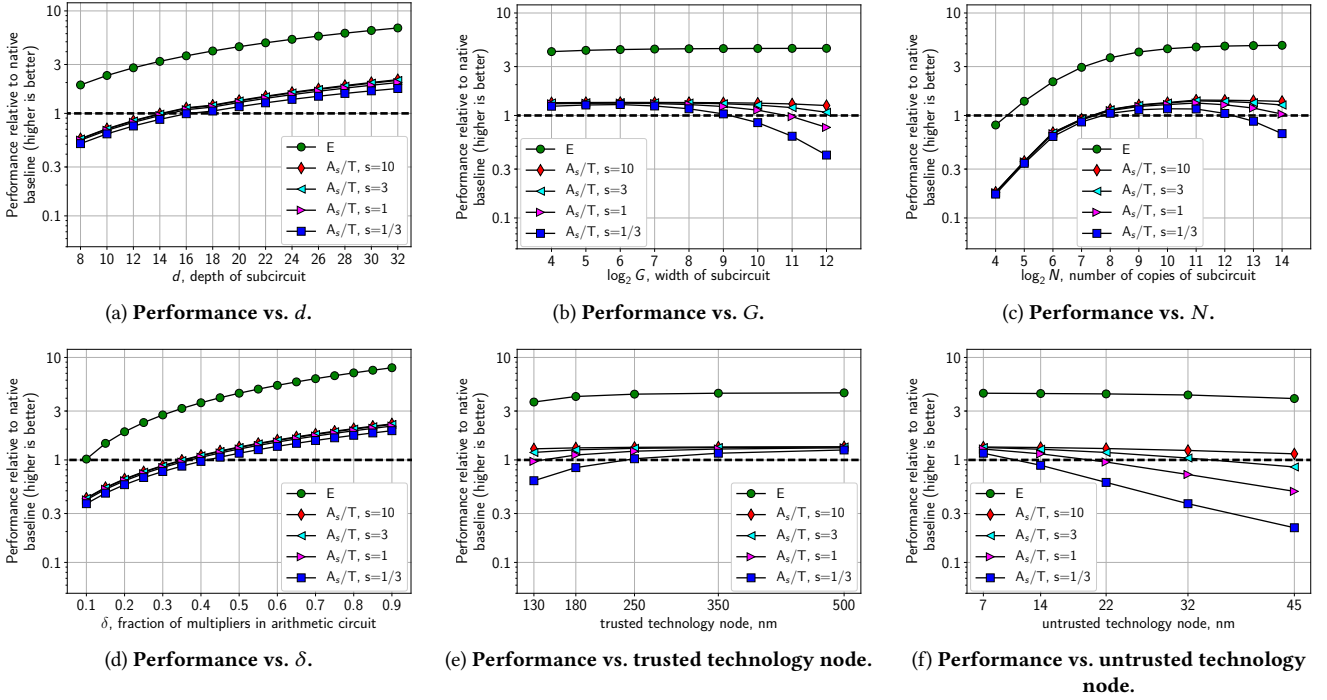 Performance relative to native
baseline (higher is better)
10
3
1
0.3
0.1
E
Aₛ/T, s=10
Aₛ/T, s=3
Aₛ/T, s=1
Aₛ/T, s=1/3
8 10 12 14 16 18 20 22 24 26 28 30 32
d, depth of subcircuit
(a) Performance vs. d.
Performance relative to native
baseline (higher is better)
10
3
1
0.3
0.1
E
Aₛ/T, s=10
Aₛ/T, s=3
Aₛ/T, s=1
Aₛ/T, s=1/3
4 5 6 7 8 9 10 11 12
log₂ G, width of subcircuit
(b) Performance vs. G.
Performance relative to native
baseline (higher is better)
10
3
1
0.3
0.1
E
Aₛ/T, s=10
Aₛ/T, s=3
Aₛ/T, s=1
Aₛ/T, s=1/3
4 5 6 7 8 9 10 11 12 13 14
log₂ N, number of copies of subcircuit
(c) Performance vs. N.
Performance relative to native
baseline (higher is better)
10
3
1
0.3
0.1
E
Aₛ/T, s=10
Aₛ/T, s=3
Aₛ/T, s=1
Aₛ/T, s=1/3
0.1 0.2 0.3 0.4 0.5 0.6 0.7 0.8 0.9
δ, fraction of multipliers in arithmetic circuit
(d) Performance vs. δ.
Performance relative to native
baseline (higher is better)
10
3
1
0.3
0.1
E
Aₛ/T, s=10
Aₛ/T, s=3
Aₛ/T, s=1
Aₛ/T, s=1/3
130 180 250 350 500
trusted technology node, nm
(e) Performance vs. trusted technology node.
Performance relative to native
baseline (higher is better)
10
3
1
0.3
0.1
E
Aₛ/T, s=10
Aₛ/T, s=3
Aₛ/T, s=1
Aₛ/T, s=1/3
7 14 22 32 45
untrusted technology node, nm
(f) Performance vs. untrusted technology
node.